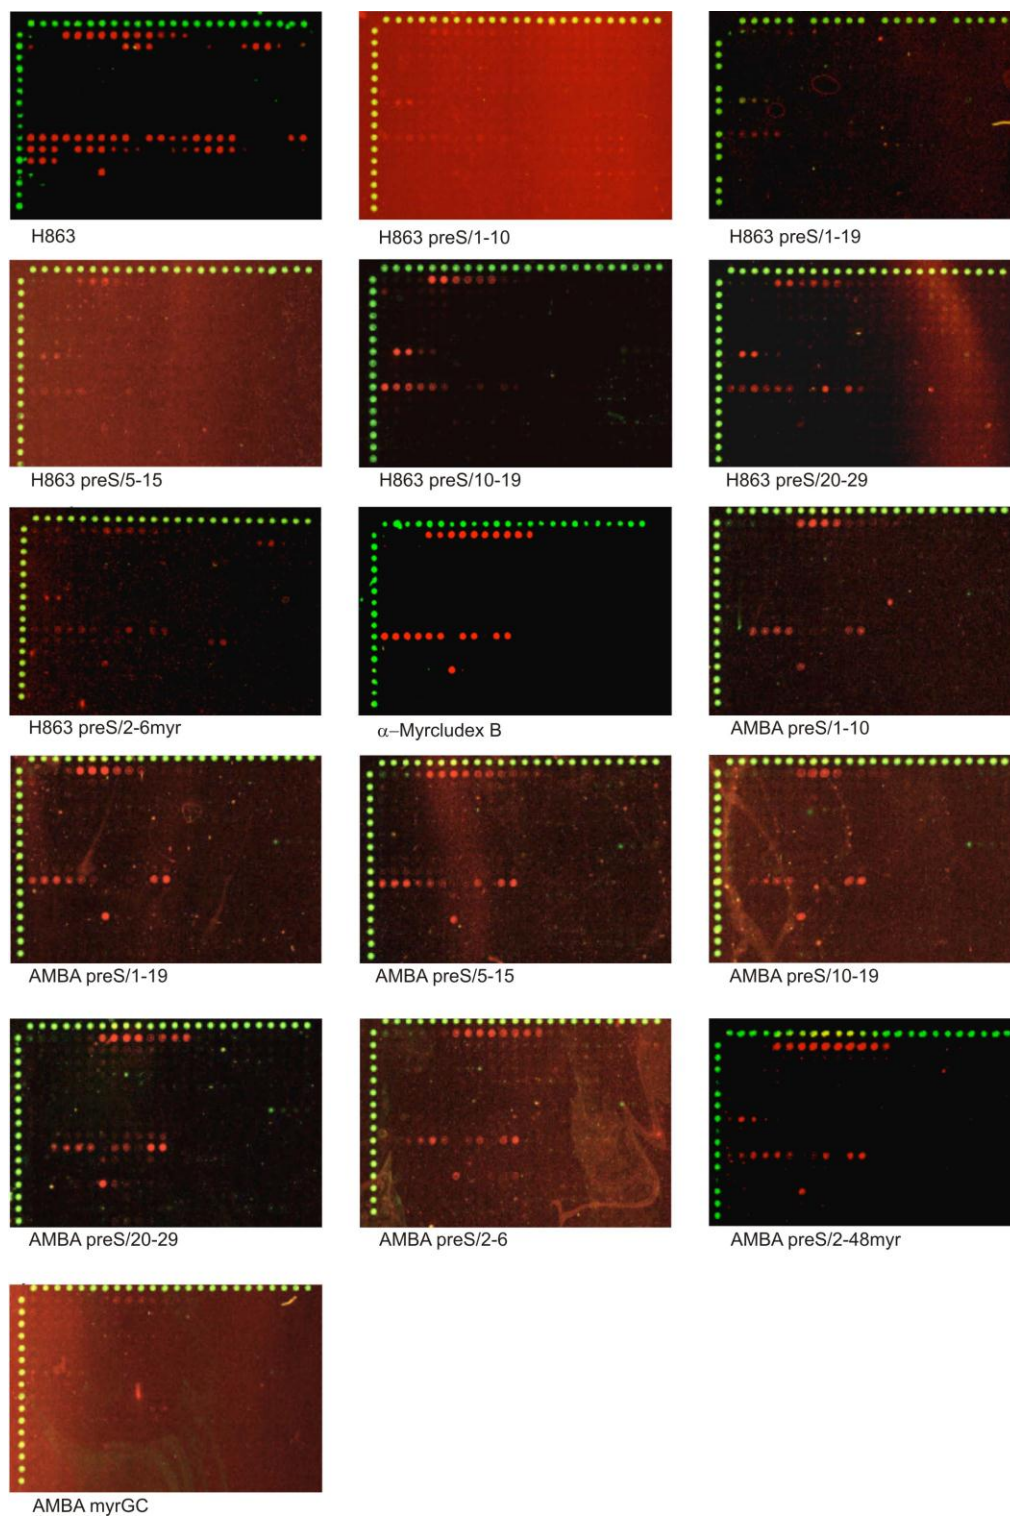 H863
H863 preS/1-10
H863 preS/1-19
H863 preS/5-15
H863 preS/10-19
H863 preS/20-29
H863 preS/2-6myr
α–Myrcludex B
AMBA preS/1-10
AMBA preS/1-19
AMBA preS/5-15
AMBA preS/10-19
AMBA preS/20-29
AMBA preS/2-6
AMBA preS/2-48myr
AMBA myrGC